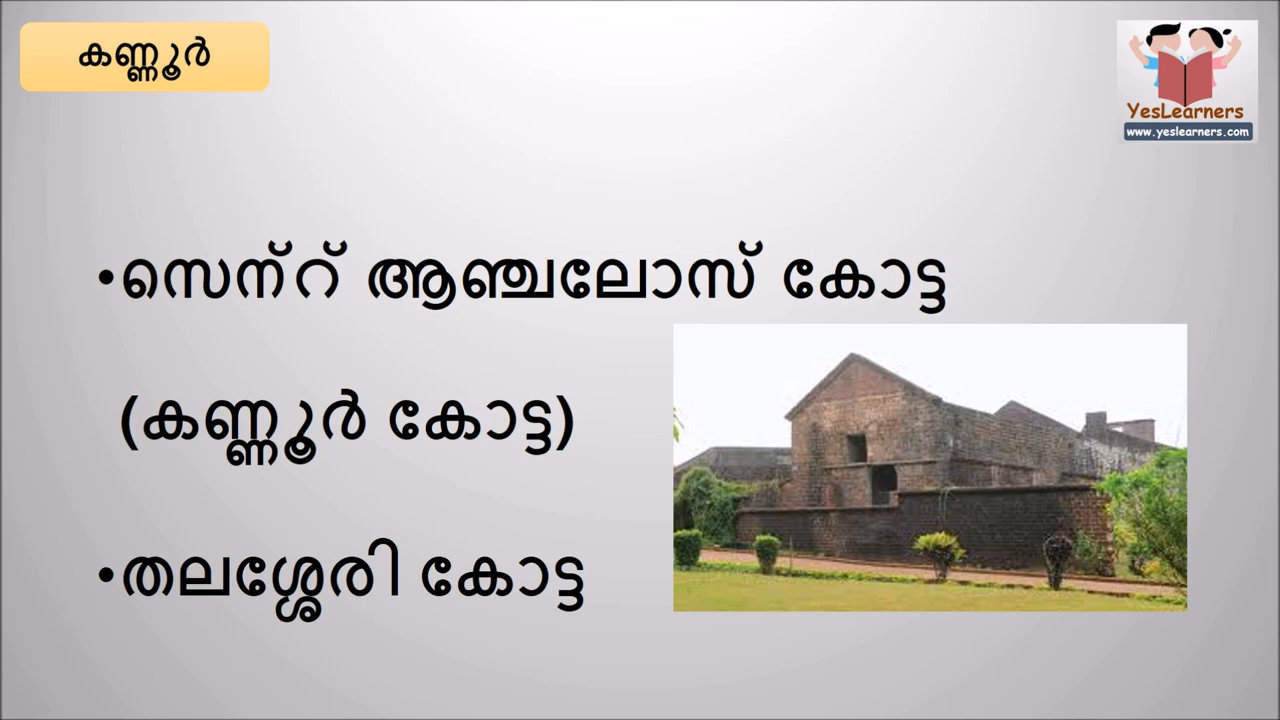 കണ്ണൂർ
YesLearners
www.yeslearners.com
•സെന്റ് ആഞ്ചലോസ് കോട്ട
(കണ്ണൂർ കോട്ട)
•തലശ്ശേരി കോട്ട